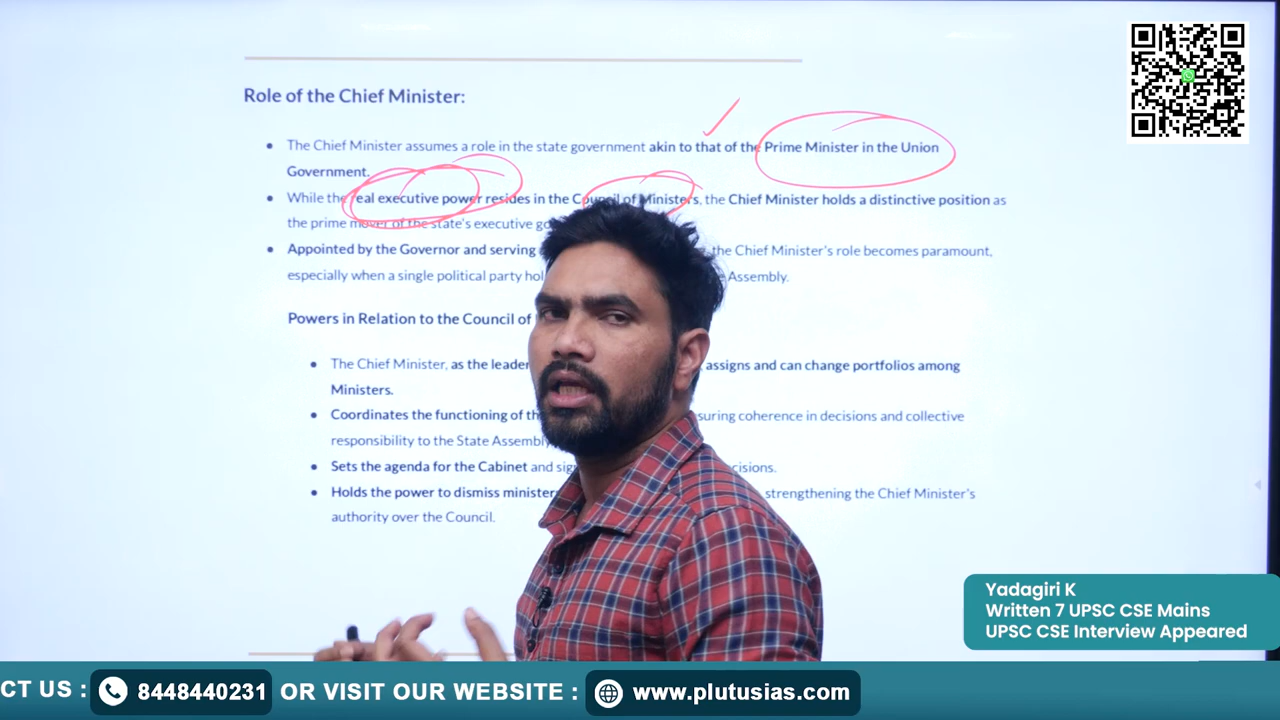 Role of the Chief Minister:
The Chief Minister assumes a role in the state government akin to that of the Prime Minister in the Union
Government.
While the real executive power resides in the Council of Ministers, the Chief Minister holds a distinctive position as
the prime mover of the state's executive
Appointed by the Governor and serving the Chief Minister's role becomes paramount,
especially when a single political party Assembly.
Powers in Relation to the Council of
The Chief Minister, as the leader assigns and can change portfolios among
Ministers.
Coordinates the functioning of coherence in decisions and collective
responsibility to the State Assembly
Sets the agenda for the Cabinet and
Holds the power to dismiss strengthening the Chief Minister's
authority over the Council.
Yadagiri K
Written 7 UPSC CSE Mains
UPSC CSE Interview Appeared
CT US : 8448440231 OR VISIT OUR WEBSITE : www.plutusias.com